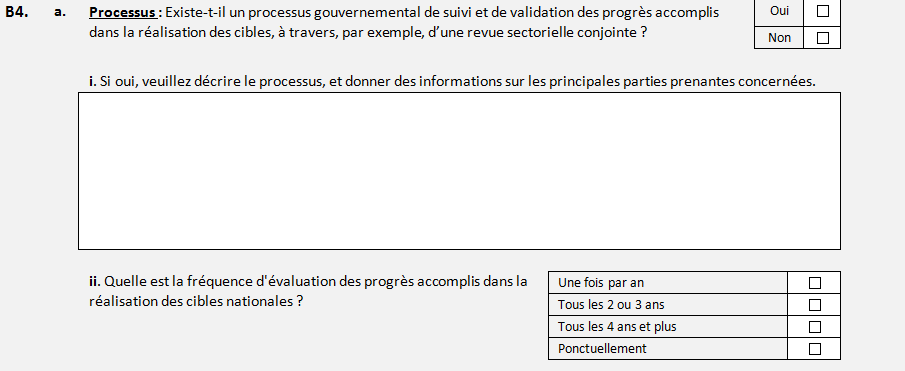 B4. a. Processus : Existe-t-il un processus gouvernemental de suivi et de validation des progrès accomplis
dans la réalisation des cibles, à travers, par exemple, d’une revue sectorielle conjointe ?
Oui
Non
i. Si oui, veuillez décrire le processus, et donner des informations sur les principales parties prenantes concernées.
ii. Quelle est la fréquence d'évaluation des progrès accomplis dans la
réalisation des cibles nationales ?
Une fois par an
Tous les 2 ou 3 ans
Tous les 4 ans et plus
Ponctuellement